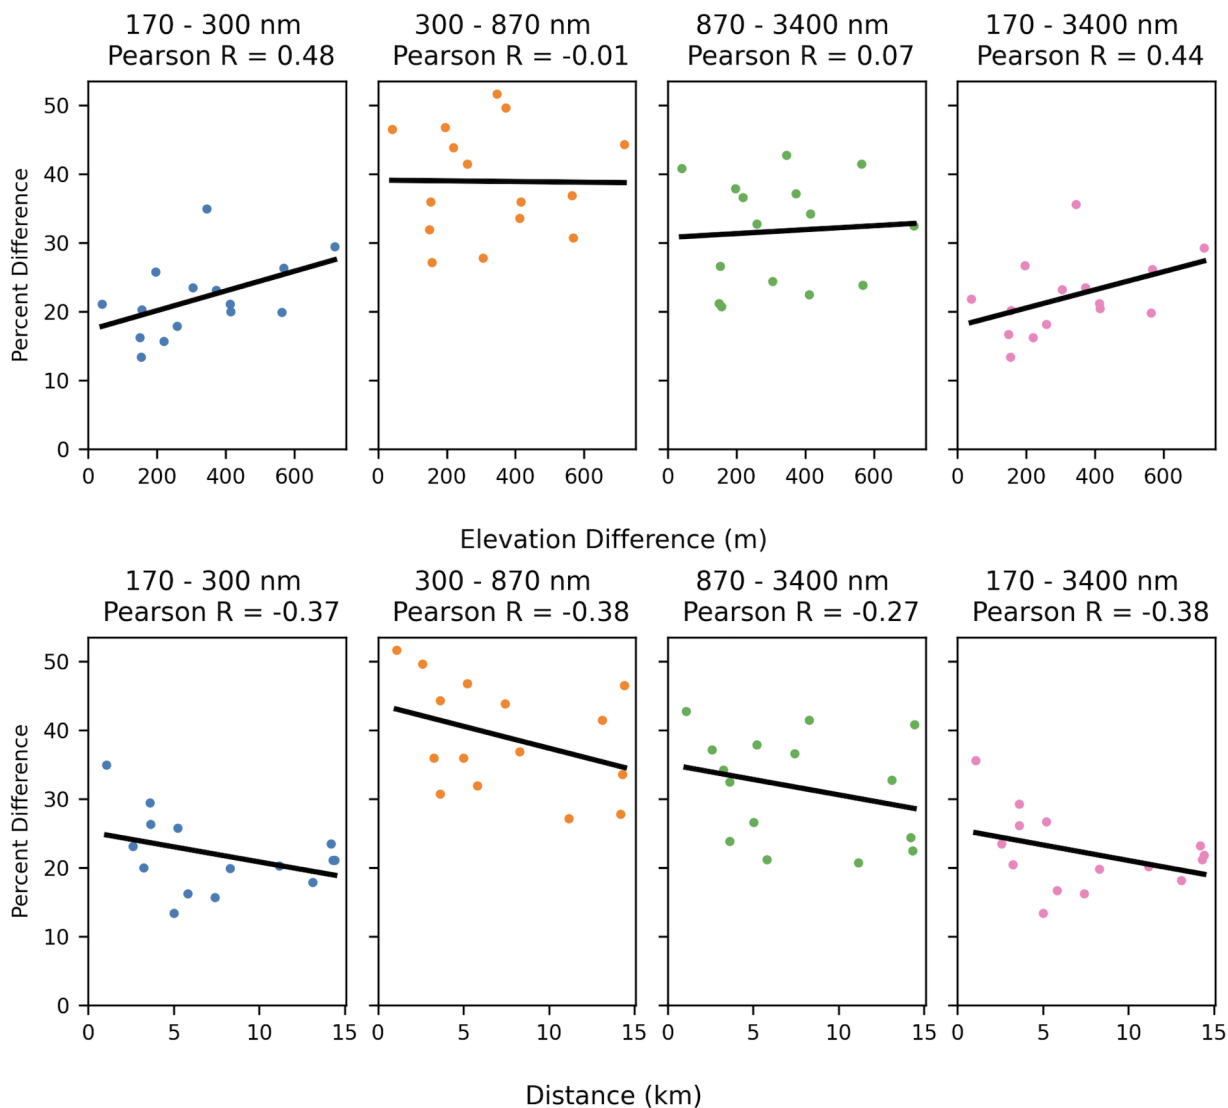 170 - 300 nm
Pearson R = 0.48
300 - 870 nm
Pearson R = -0.01
870 - 3400 nm
Pearson R = 0.07
170 - 3400 nm
Pearson R = 0.44
Percent Difference
50
40
30
20
10
0
0 200 400 600
0 200 400 600
0 200 400 600
0 200 400 600
Elevation Difference (m)
170 - 300 nm
Pearson R = -0.37
300 - 870 nm
Pearson R = -0.38
870 - 3400 nm
Pearson R = -0.27
170 - 3400 nm
Pearson R = -0.38
Percent Difference
50
40
30
20
10
0
0 5 10 15
0 5 10 15
0 5 10 15
0 5 10 15
Distance (km)